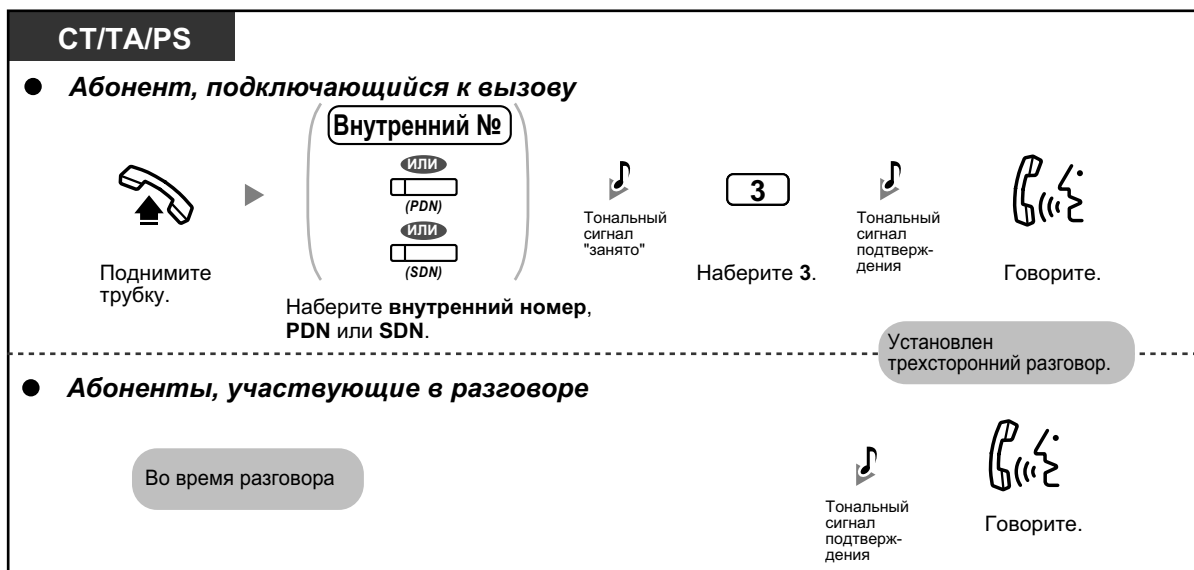 CT/TA/PS
Абонент, подключающийся к вызову
Внутренний №
или
(PDN)
или
(SDN)
Поднимите
трубку.
Наберите внутренний номер,
PDN или SDN.
Тональный
сигнал
"занято"
3
Наберите 3.
Тональный
сигнал
подтверж-
дения
Говорите.
Установлен
трехсторонний разговор.
Абоненты, участвующие в разговоре
Во время разговора
Тональный
сигнал
подтверж-
дения
Говорите.